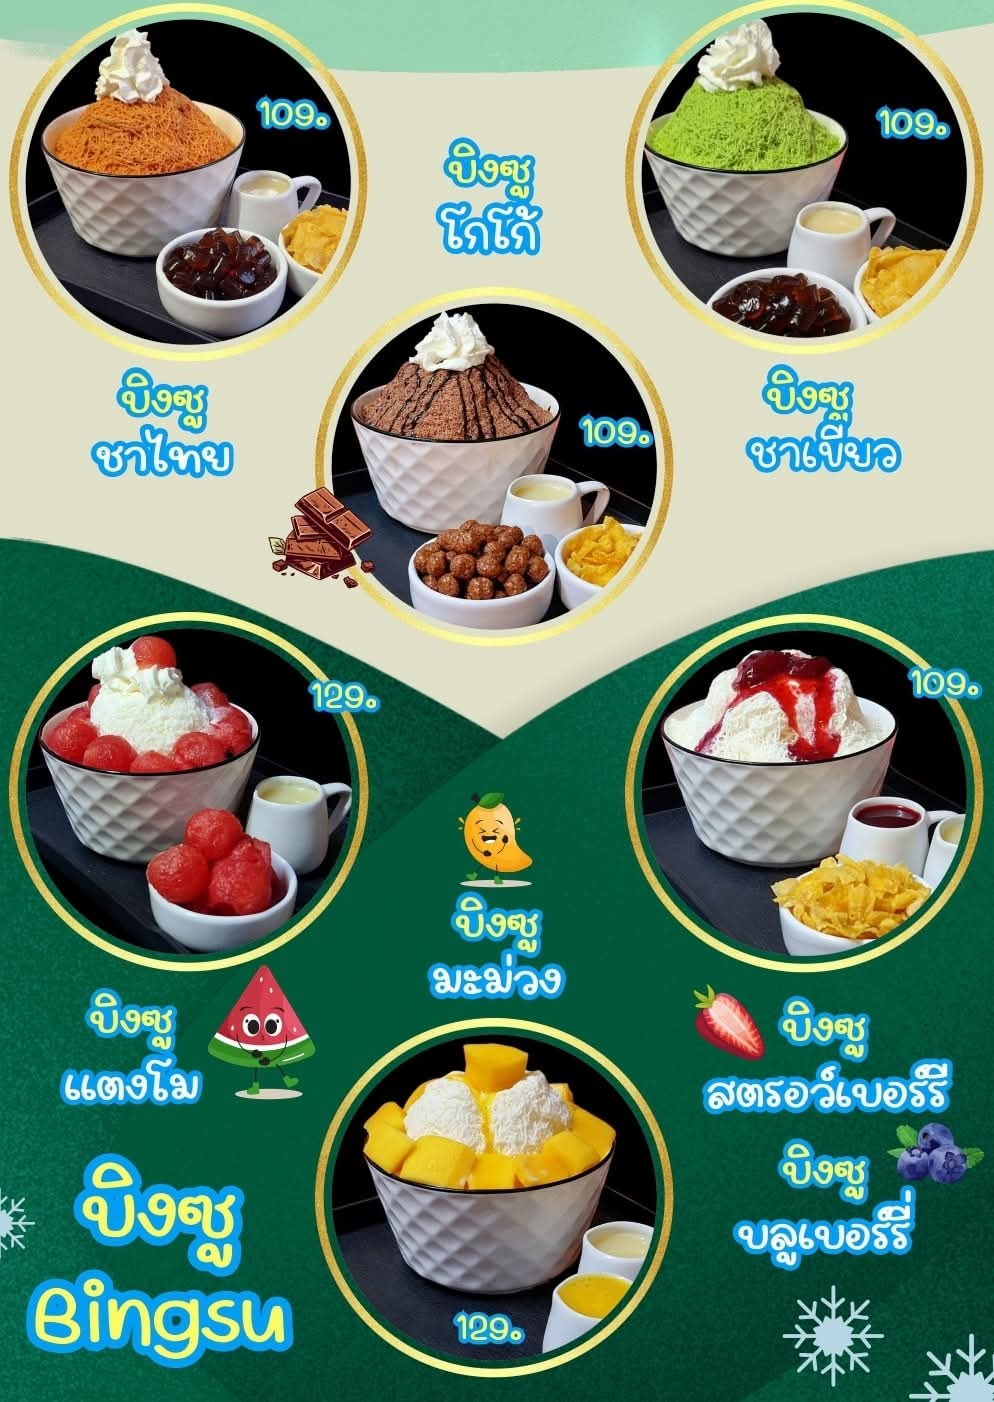 109.
109.
บิงซู
โกโก้
บิงซู
ชาไทย
บิงซู
ชาเขียว
109.
129.
109.
บิงซู
มะม่วง
บิงซู
แตงโม
บิงซู
สตรอว์เบอร์รี
บิงซู
บลูเบอร์รี่
บิงซู
Bingsu
129.